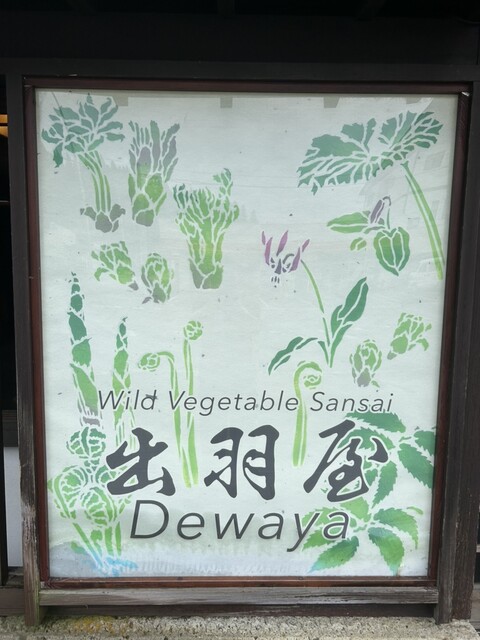 Wild Vegetable Sansai
出羽屋
Dewaya